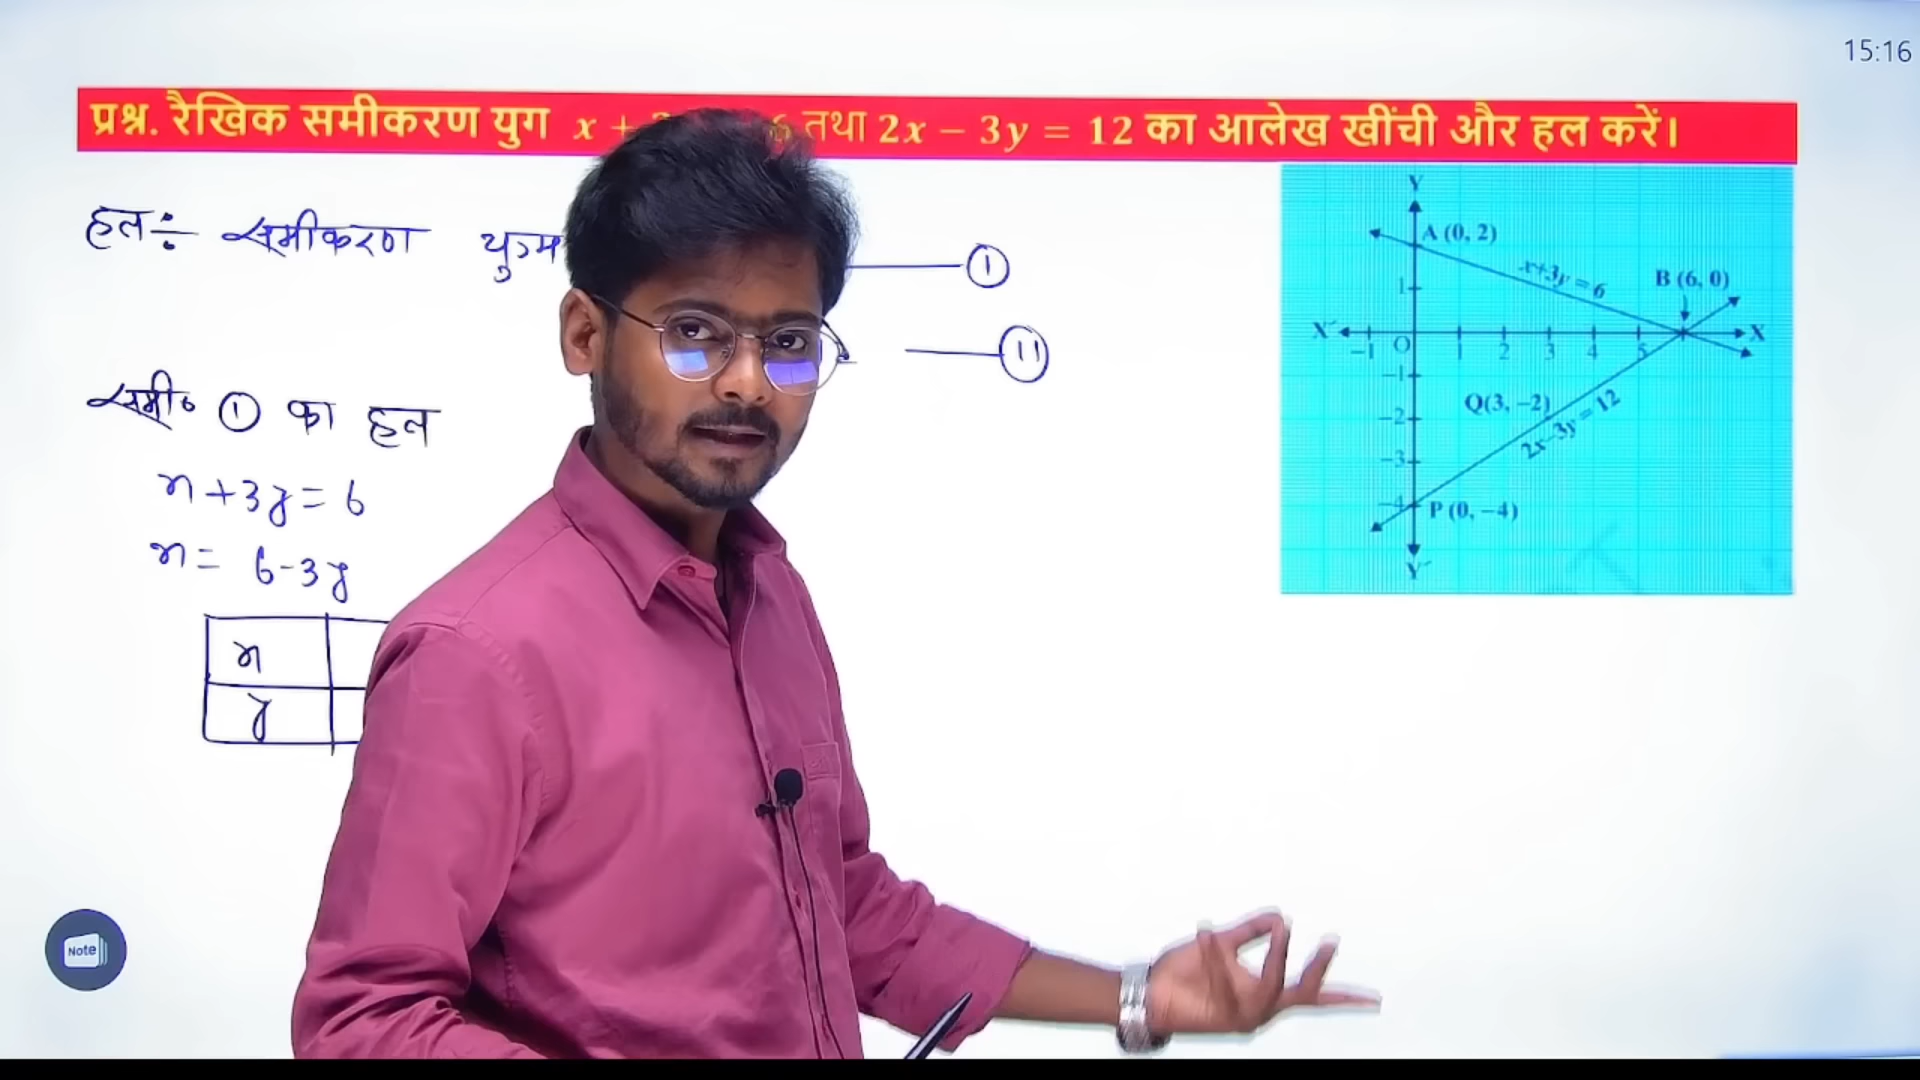 15:16
प्रश्न. रैखिक समीकरण युग x + 6 तथा 2x − 3y = 12 का आलेख खींची और हल करें।
हल ÷ समीकरण युग्म
①
⑪
समी० ① का हल
x + 3y = 6
x = 6 - 3y
x
y
Y
A (0, 2)
x+3y = 6
B (6, 0)
1
X′
X
-1 O 1 2 3 4 5
-1
Q(3, −2)
-2
2x−3y = 12
-3
-4
P (0, −4)
Y′
Note